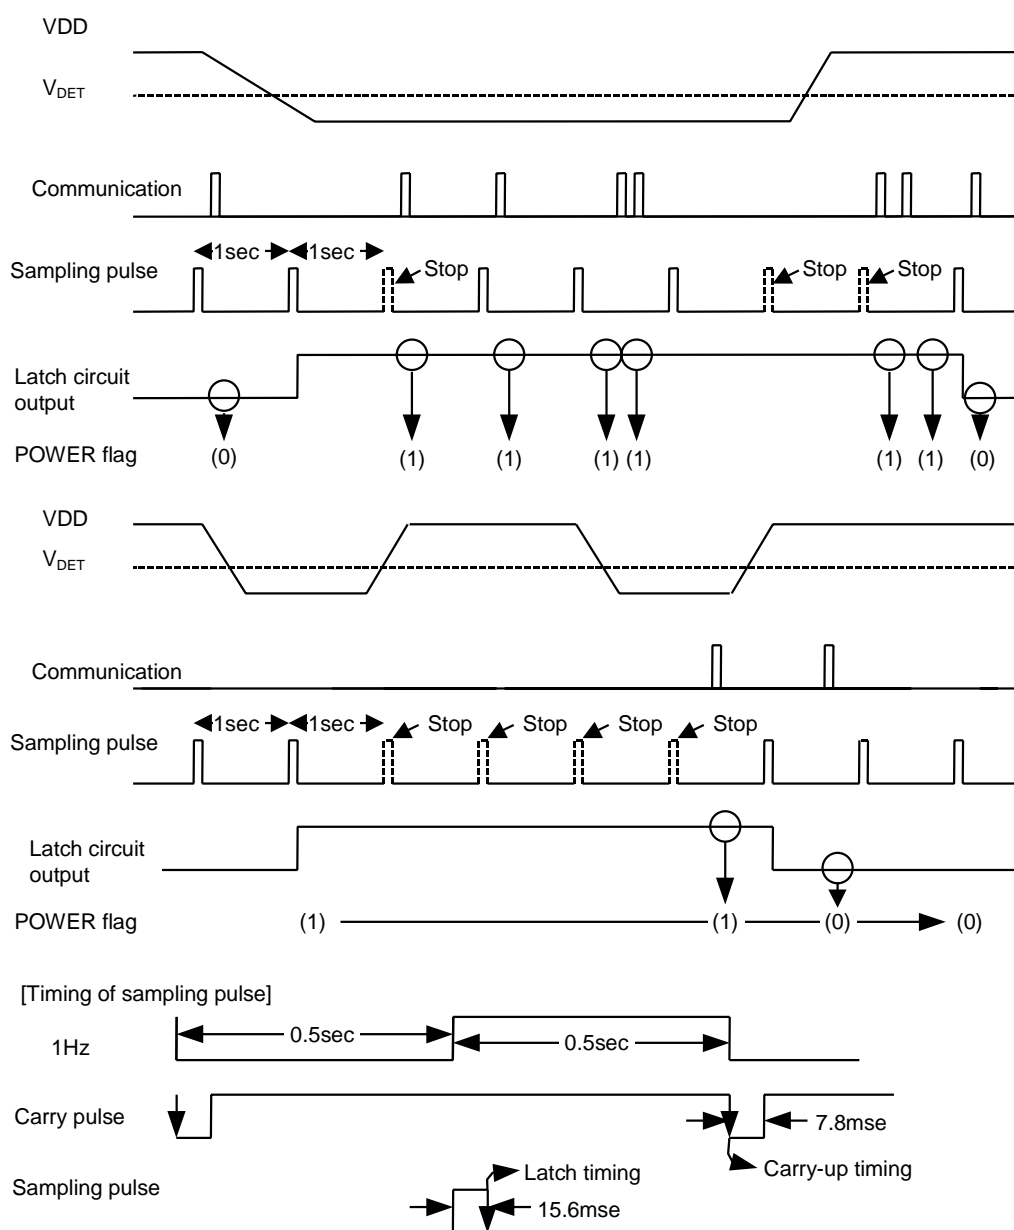 VDD
VDET
Communication
1sec 1sec
Sampling pulse Stop Stop Stop
Latch circuit
output
POWER flag (0) (1) (1) (1) (1) (1) (1) (0)
VDD
VDET
Communication
1sec 1sec Stop Stop Stop Stop
Sampling pulse
Latch circuit
output
POWER flag (1) (1) (0) (0)
[Timing of sampling pulse]
1Hz 0.5sec 0.5sec
Carry pulse 7.8mse
Carry-up timing
Latch timing
Sampling pulse
15.6mse